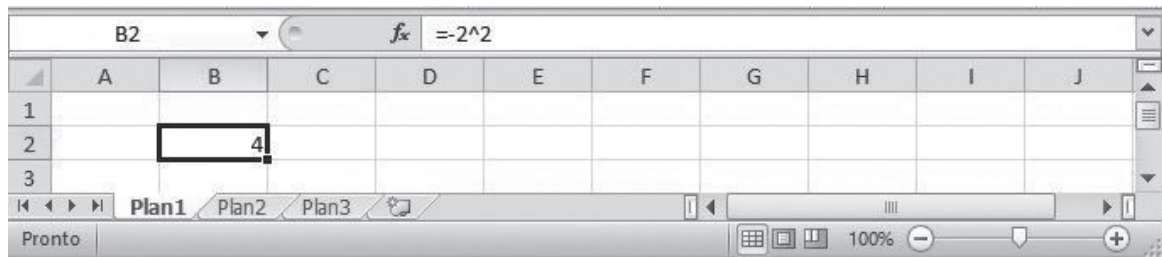 B2 fx =-2^2
A B C D E F G H I J
1
2 4
3
Plan1 Plan2 Plan3
Pronto 100%